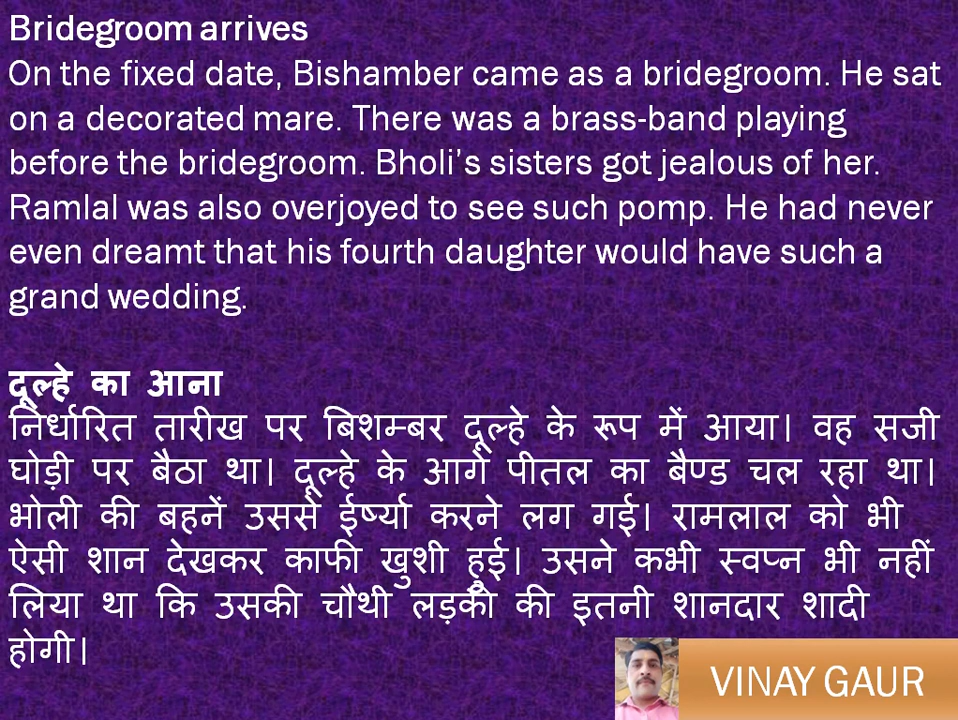 Bridegroom arrives
On the fixed date, Bishamber came as a bridegroom. He sat
on a decorated mare. There was a brass-band playing
before the bridegroom. Bholi's sisters got jealous of her.
Ramlal was also overjoyed to see such pomp. He had never
even dreamt that his fourth daughter would have such a
grand wedding.
दूल्हे का आना
निर्धारित तारीख पर बिशम्बर दूल्हे के रूप में आया। वह सजी
घोड़ी पर बैठा था। दूल्हे के आगे पीतल का बैण्ड चल रहा था।
भोली की बहनें उससे ईर्ष्या करने लग गई। रामलाल को भी
ऐसी शान देखकर काफी खुशी हुई। उसने कभी स्वप्न भी नहीं
लिया था कि उसकी चौथी लड़की की इतनी शानदार शादी
होगी।
VINAY GAUR